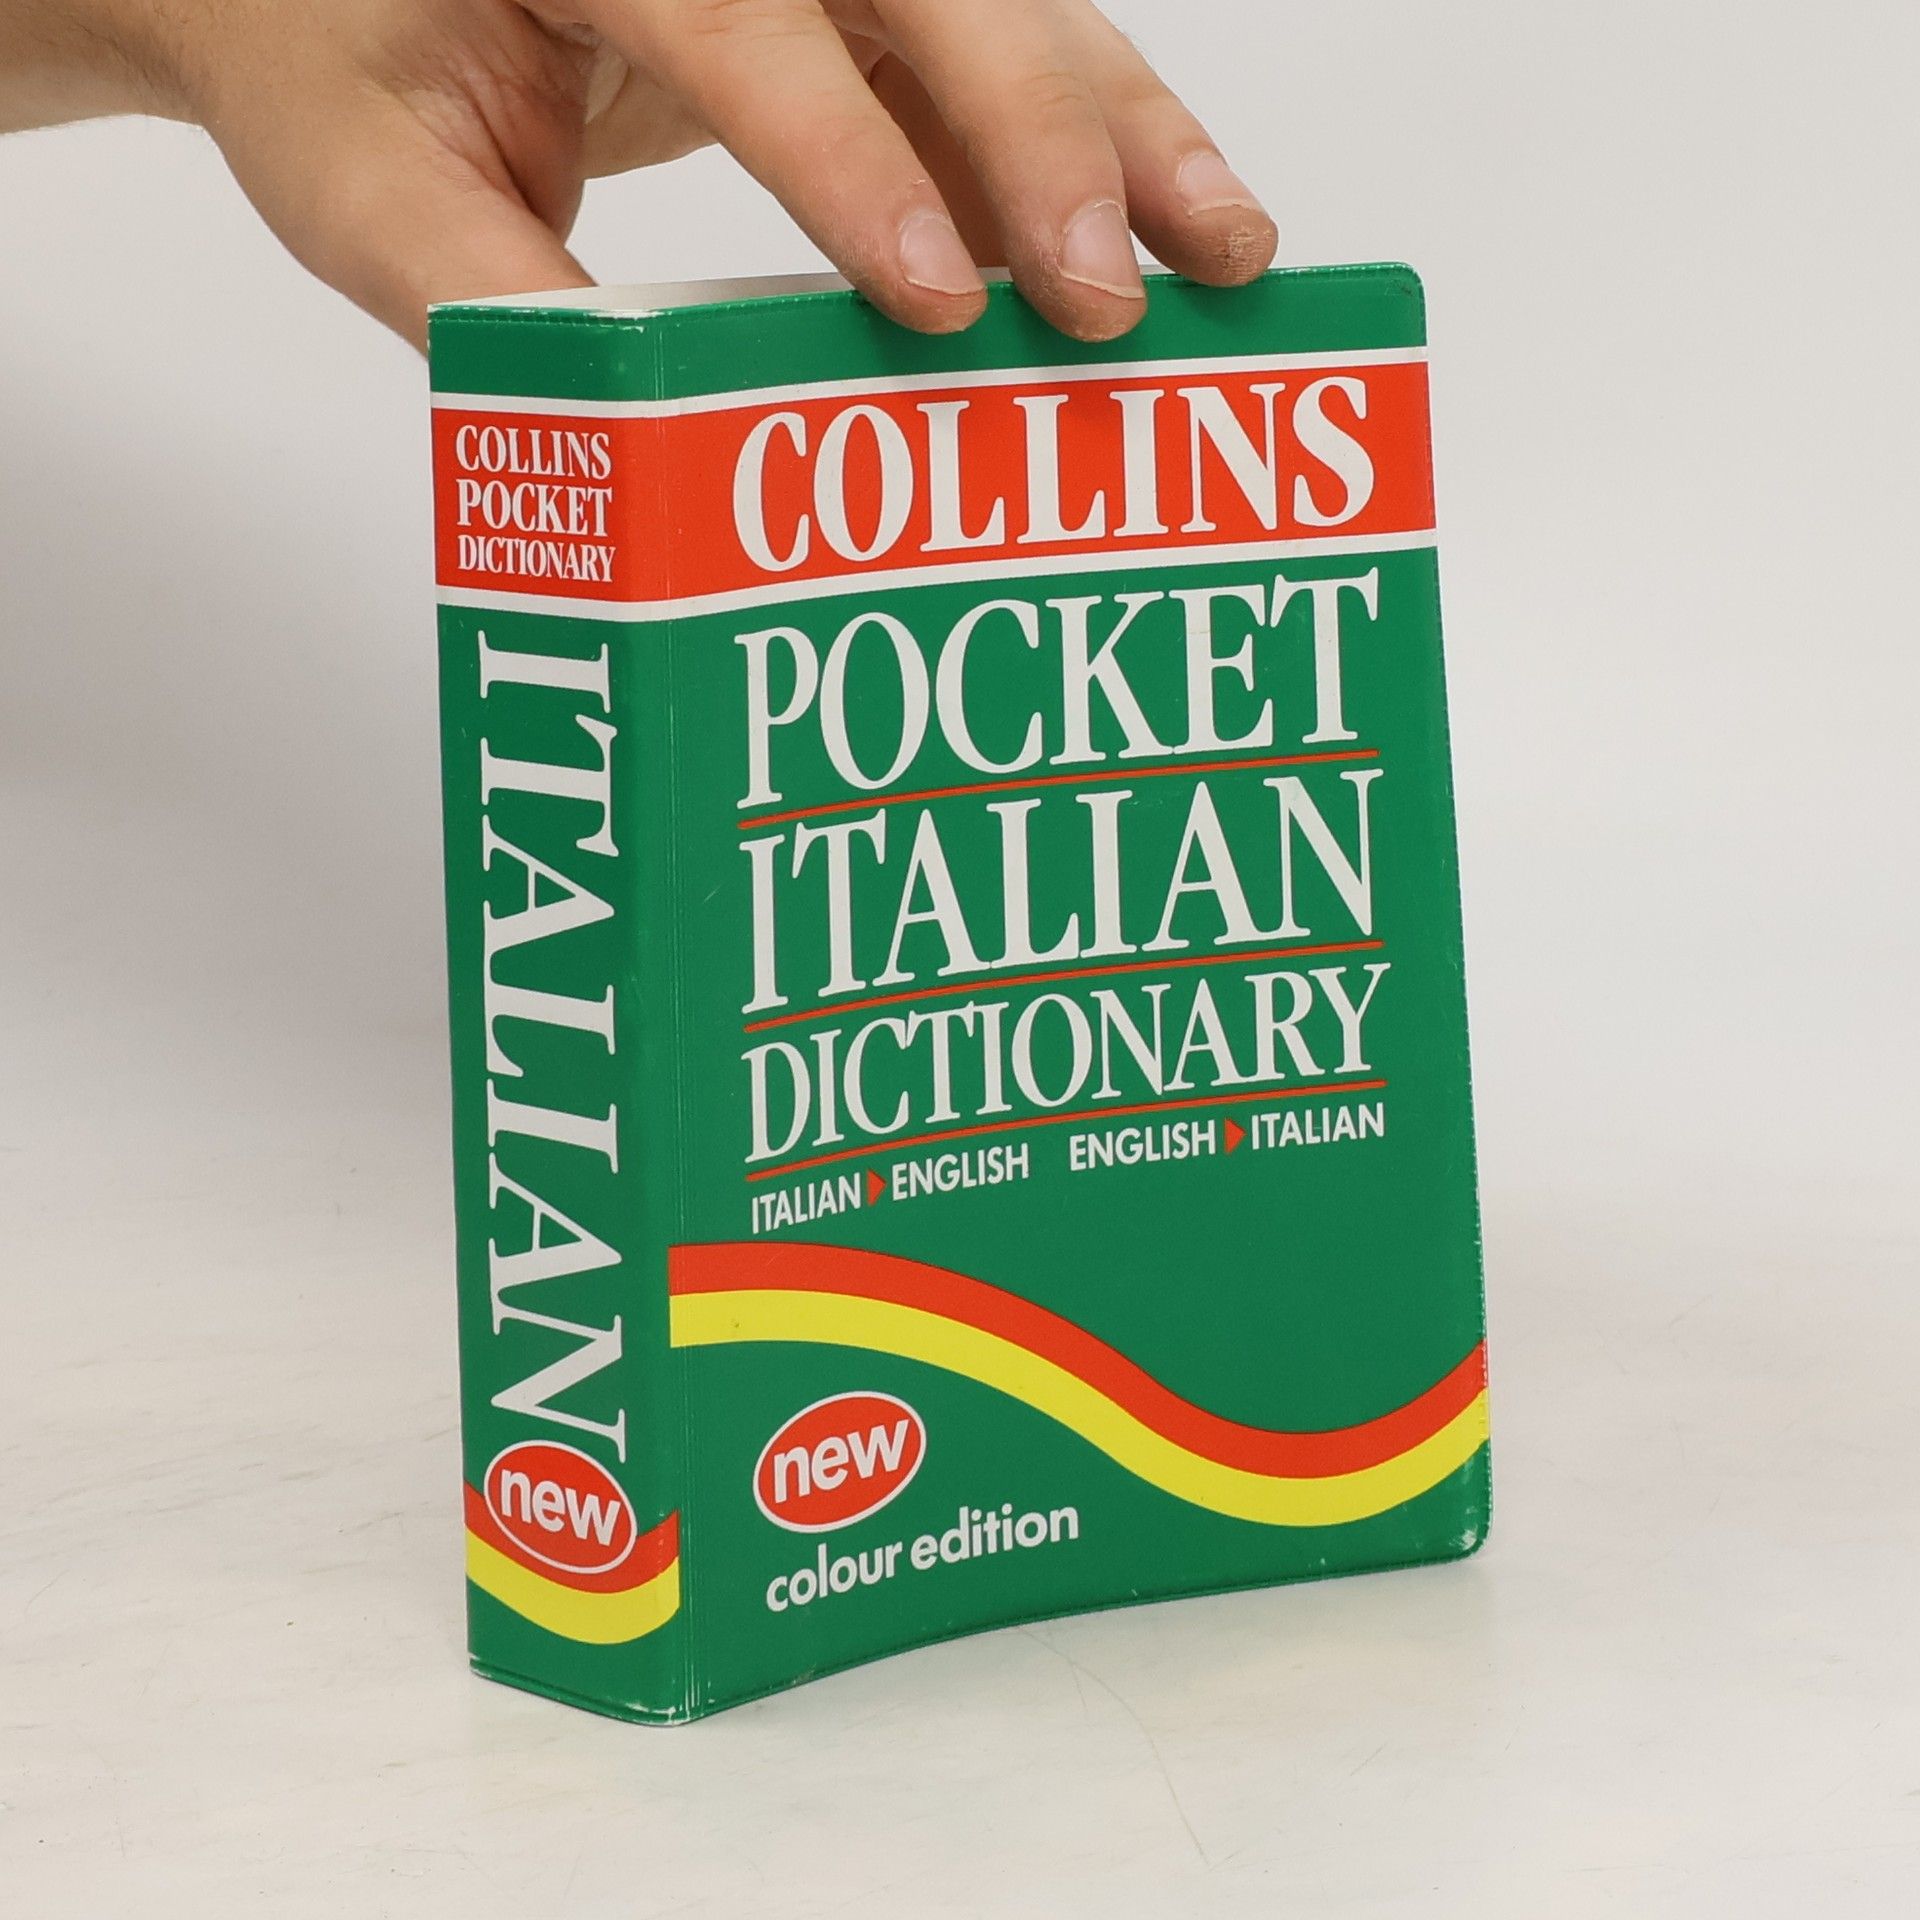 COLLINS
POCKET
DICTIONARY
ITALIAN
new
COLLINS
POCKET
ITALIAN
DICTIONARY
ITALIAN ENGLISH ENGLISH ITALIAN
new
colour edition